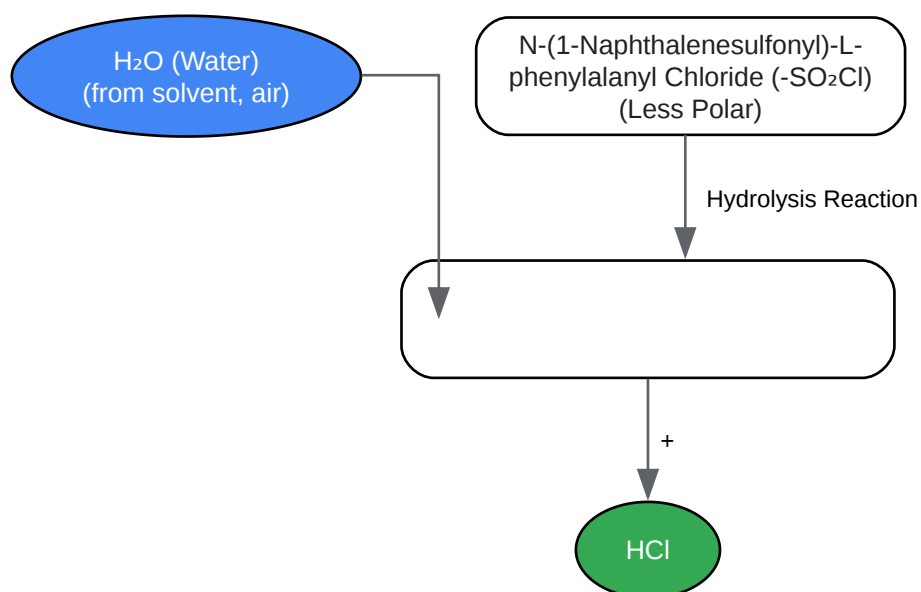 H₂O (Water)
(from solvent, air)
N-(1-Naphthalenesulfonyl)-L-
phenylalanyl Chloride (-SO₂Cl)
(Less Polar)
Hydrolysis Reaction
+
HCl